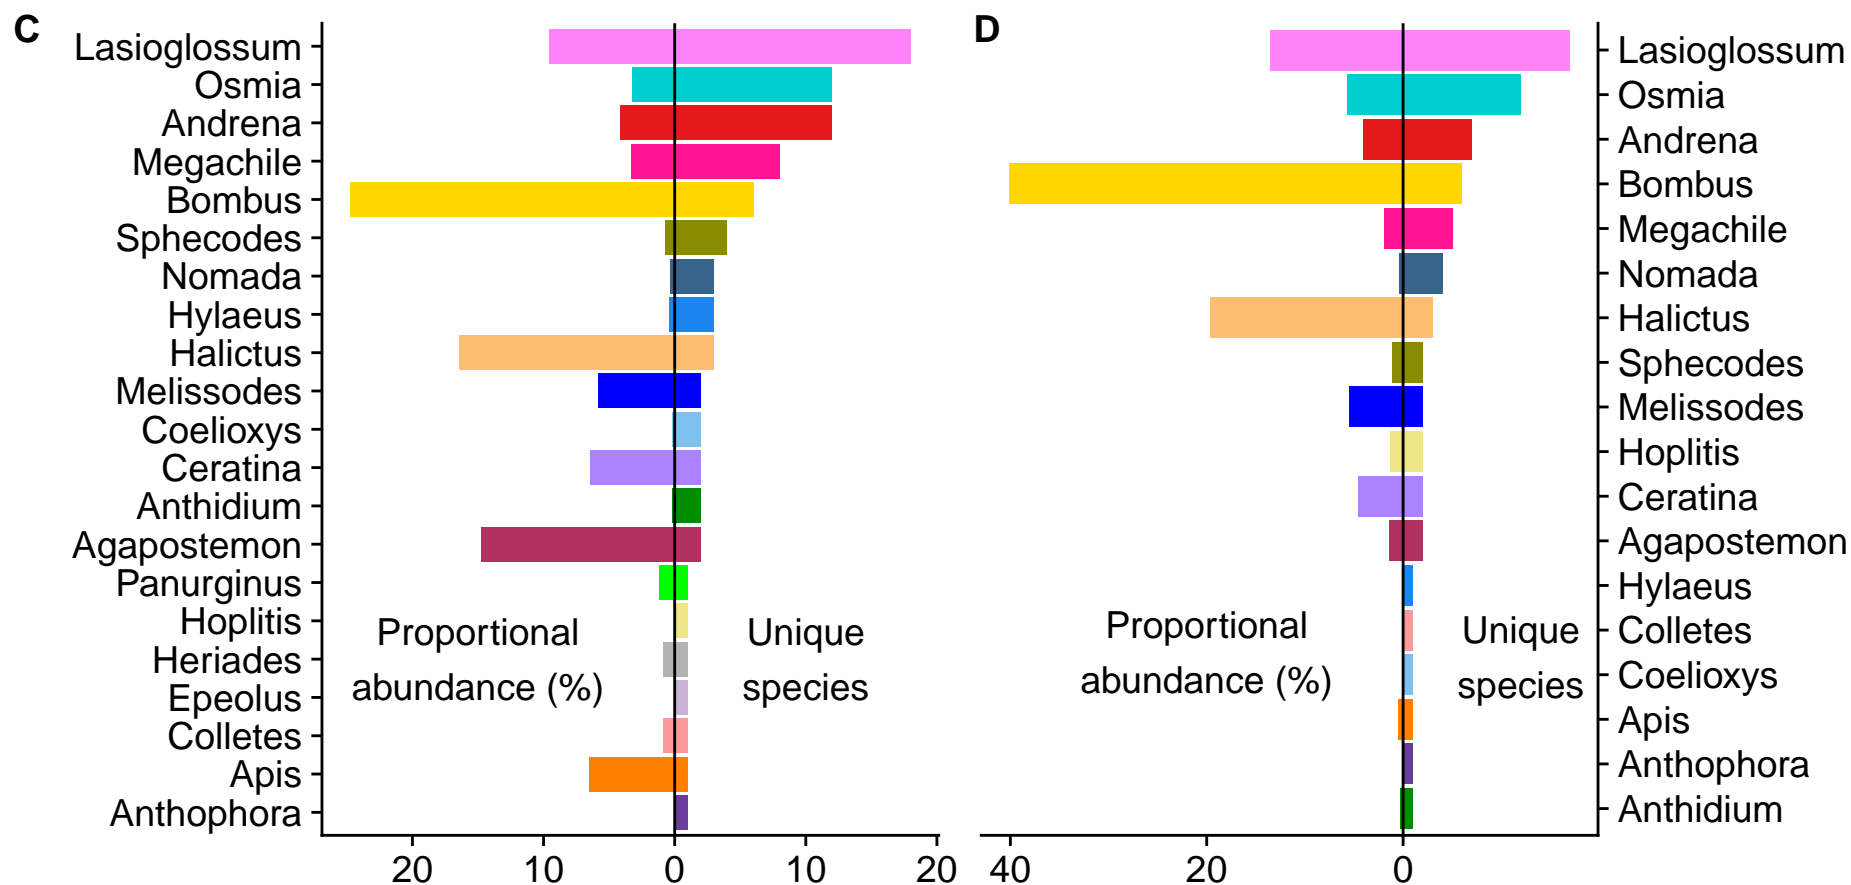 C
Lasioglossum
Osmia
Andrena
Megachile
Bombus
Sphecodes
Nomada
Hylaeus
Halictus
Melissodes
Coelioxys
Ceratina
Anthidium
Agapostemon
Panurginus
Hoplitis
Heriades
Epeolus
Colletes
Apis
Anthophora
Proportional
abundance (%)
Unique
species
20 10 0 10 20
D
Lasioglossum
Osmia
Andrena
Bombus
Megachile
Nomada
Halictus
Sphecodes
Melissodes
Hoplitis
Ceratina
Agapostemon
Hylaeus
Colletes
Coelioxys
Apis
Anthophora
Anthidium
Proportional
abundance (%)
Unique
species
40 20 0